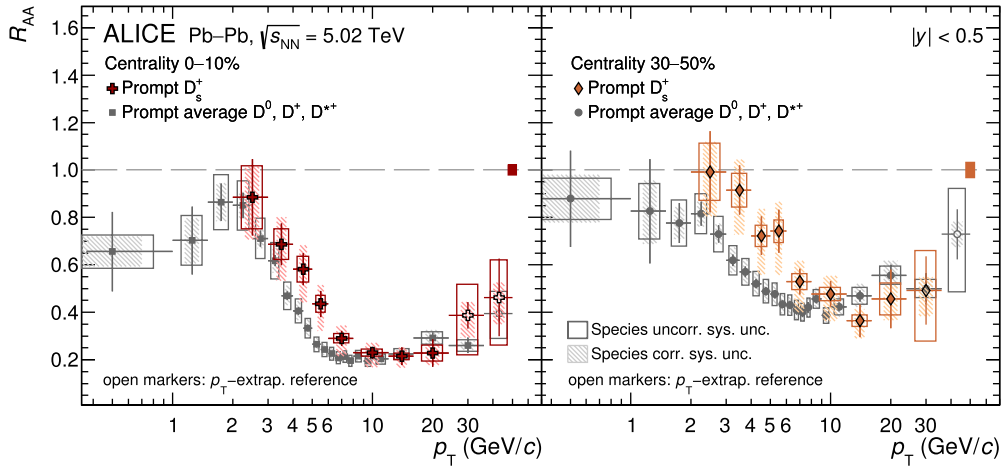 R_AA
1.6
1.4
1.2
1.0
0.8
0.6
0.4
0.2
ALICE Pb−Pb, √s_NN = 5.02 TeV
Centrality 0−10%
Prompt D_s^+
Prompt average D^0, D^+, D^*+
open markers: p_T−extrap. reference
1 2 3 4 5 6 10 20 30
p_T (GeV/c)
|y| < 0.5
Centrality 30−50%
Prompt D_s^+
Prompt average D^0, D^+, D^*+
Species uncorr. sys. unc.
Species corr. sys. unc.
open markers: p_T−extrap. reference
1 2 3 4 5 6 10 20 30
p_T (GeV/c)